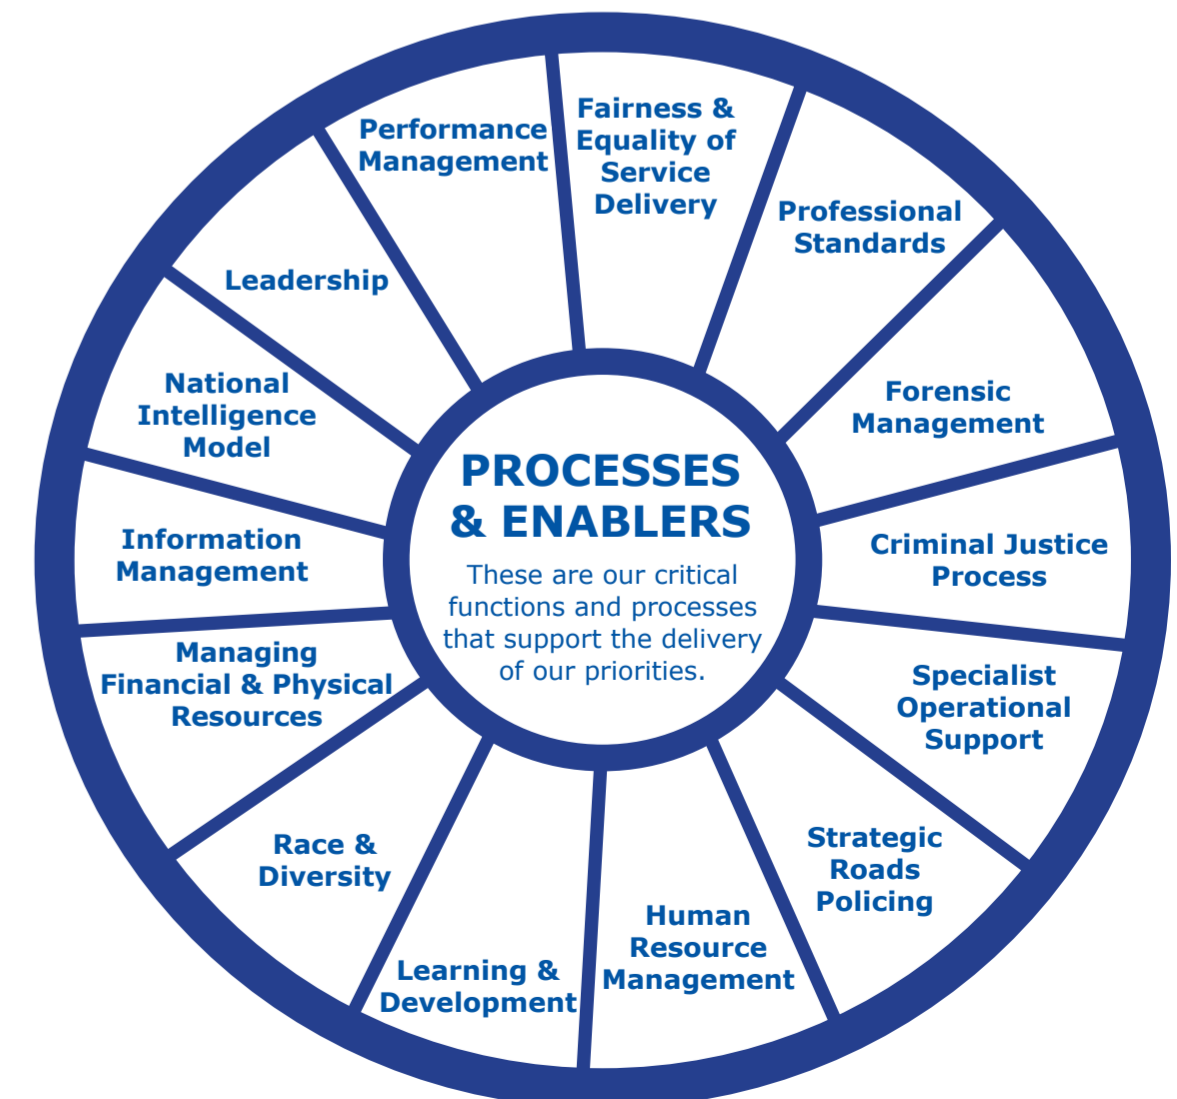 Fairness &
Equality of
Service
Delivery
Professional
Standards
Forensic
Management
Criminal Justice
Process
Specialist
Operational
Support
Strategic
Roads
Policing
Human
Resource
Management
Learning &
Development
Race &
Diversity
Managing
Financial & Physical
Resources
Information
Management
National
Intelligence
Model
Leadership
Performance
Management
PROCESSES
& ENABLERS
These are our critical
functions and processes
that support the delivery
of our priorities.